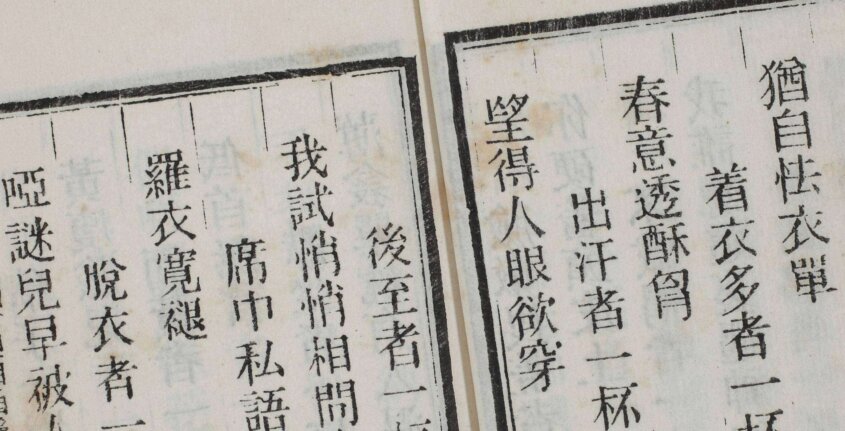 猶自怯衣單
着衣多者一杯
春意透酥胷
出汗者一杯
望得人眼欲穿
後至者一杯
我試悄悄相問
席中私語
羅衣寬褪
脫衣者一
啞謎兒早被人